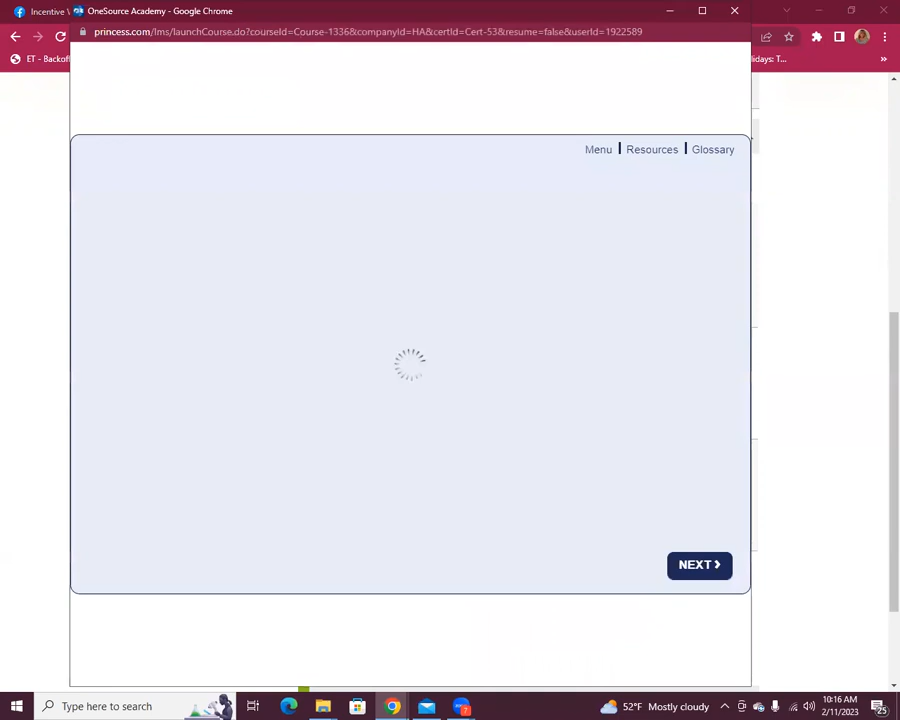 Incentive V
OneSource Academy - Google Chrome
princess.com/lms/launchCourse.do?courseId=Course-1336&companyId=HA&certId=Cert-53&resume=false&userId=1922589
ET - Backoff
lidays: T...
»
Menu | Resources | Glossary
NEXT ›
Type here to search
7
52°F Mostly cloudy
10:16 AM
2/11/2023
25